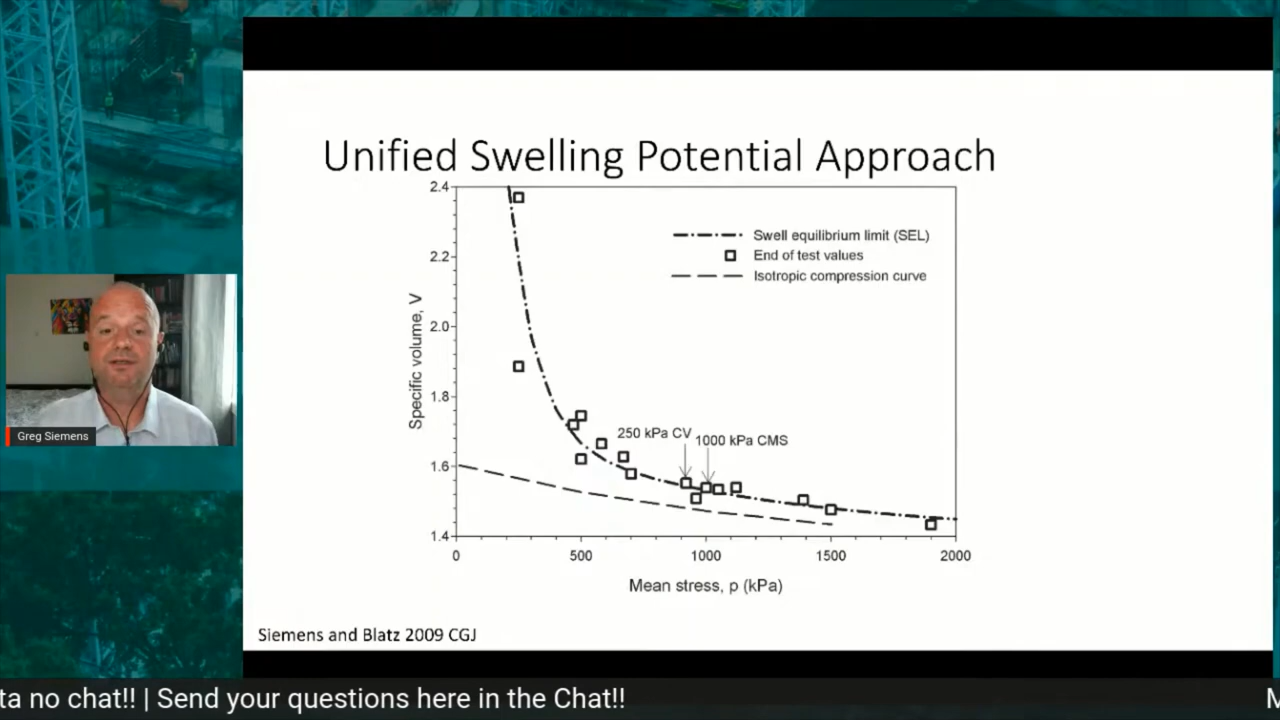 Unified Swelling Potential Approach
2.4
2.2
2.0
1.8
1.6
1.4
Specific volume, V
Swell equilibrium limit (SEL)
End of test values
Isotropic compression curve
250 kPa CV
1000 kPa CMS
0
500
1000
1500
2000
Mean stress, p (kPa)
Greg Siemens
Siemens and Blatz 2009 CGJ
ta no chat!! | Send your questions here in the Chat!!
M